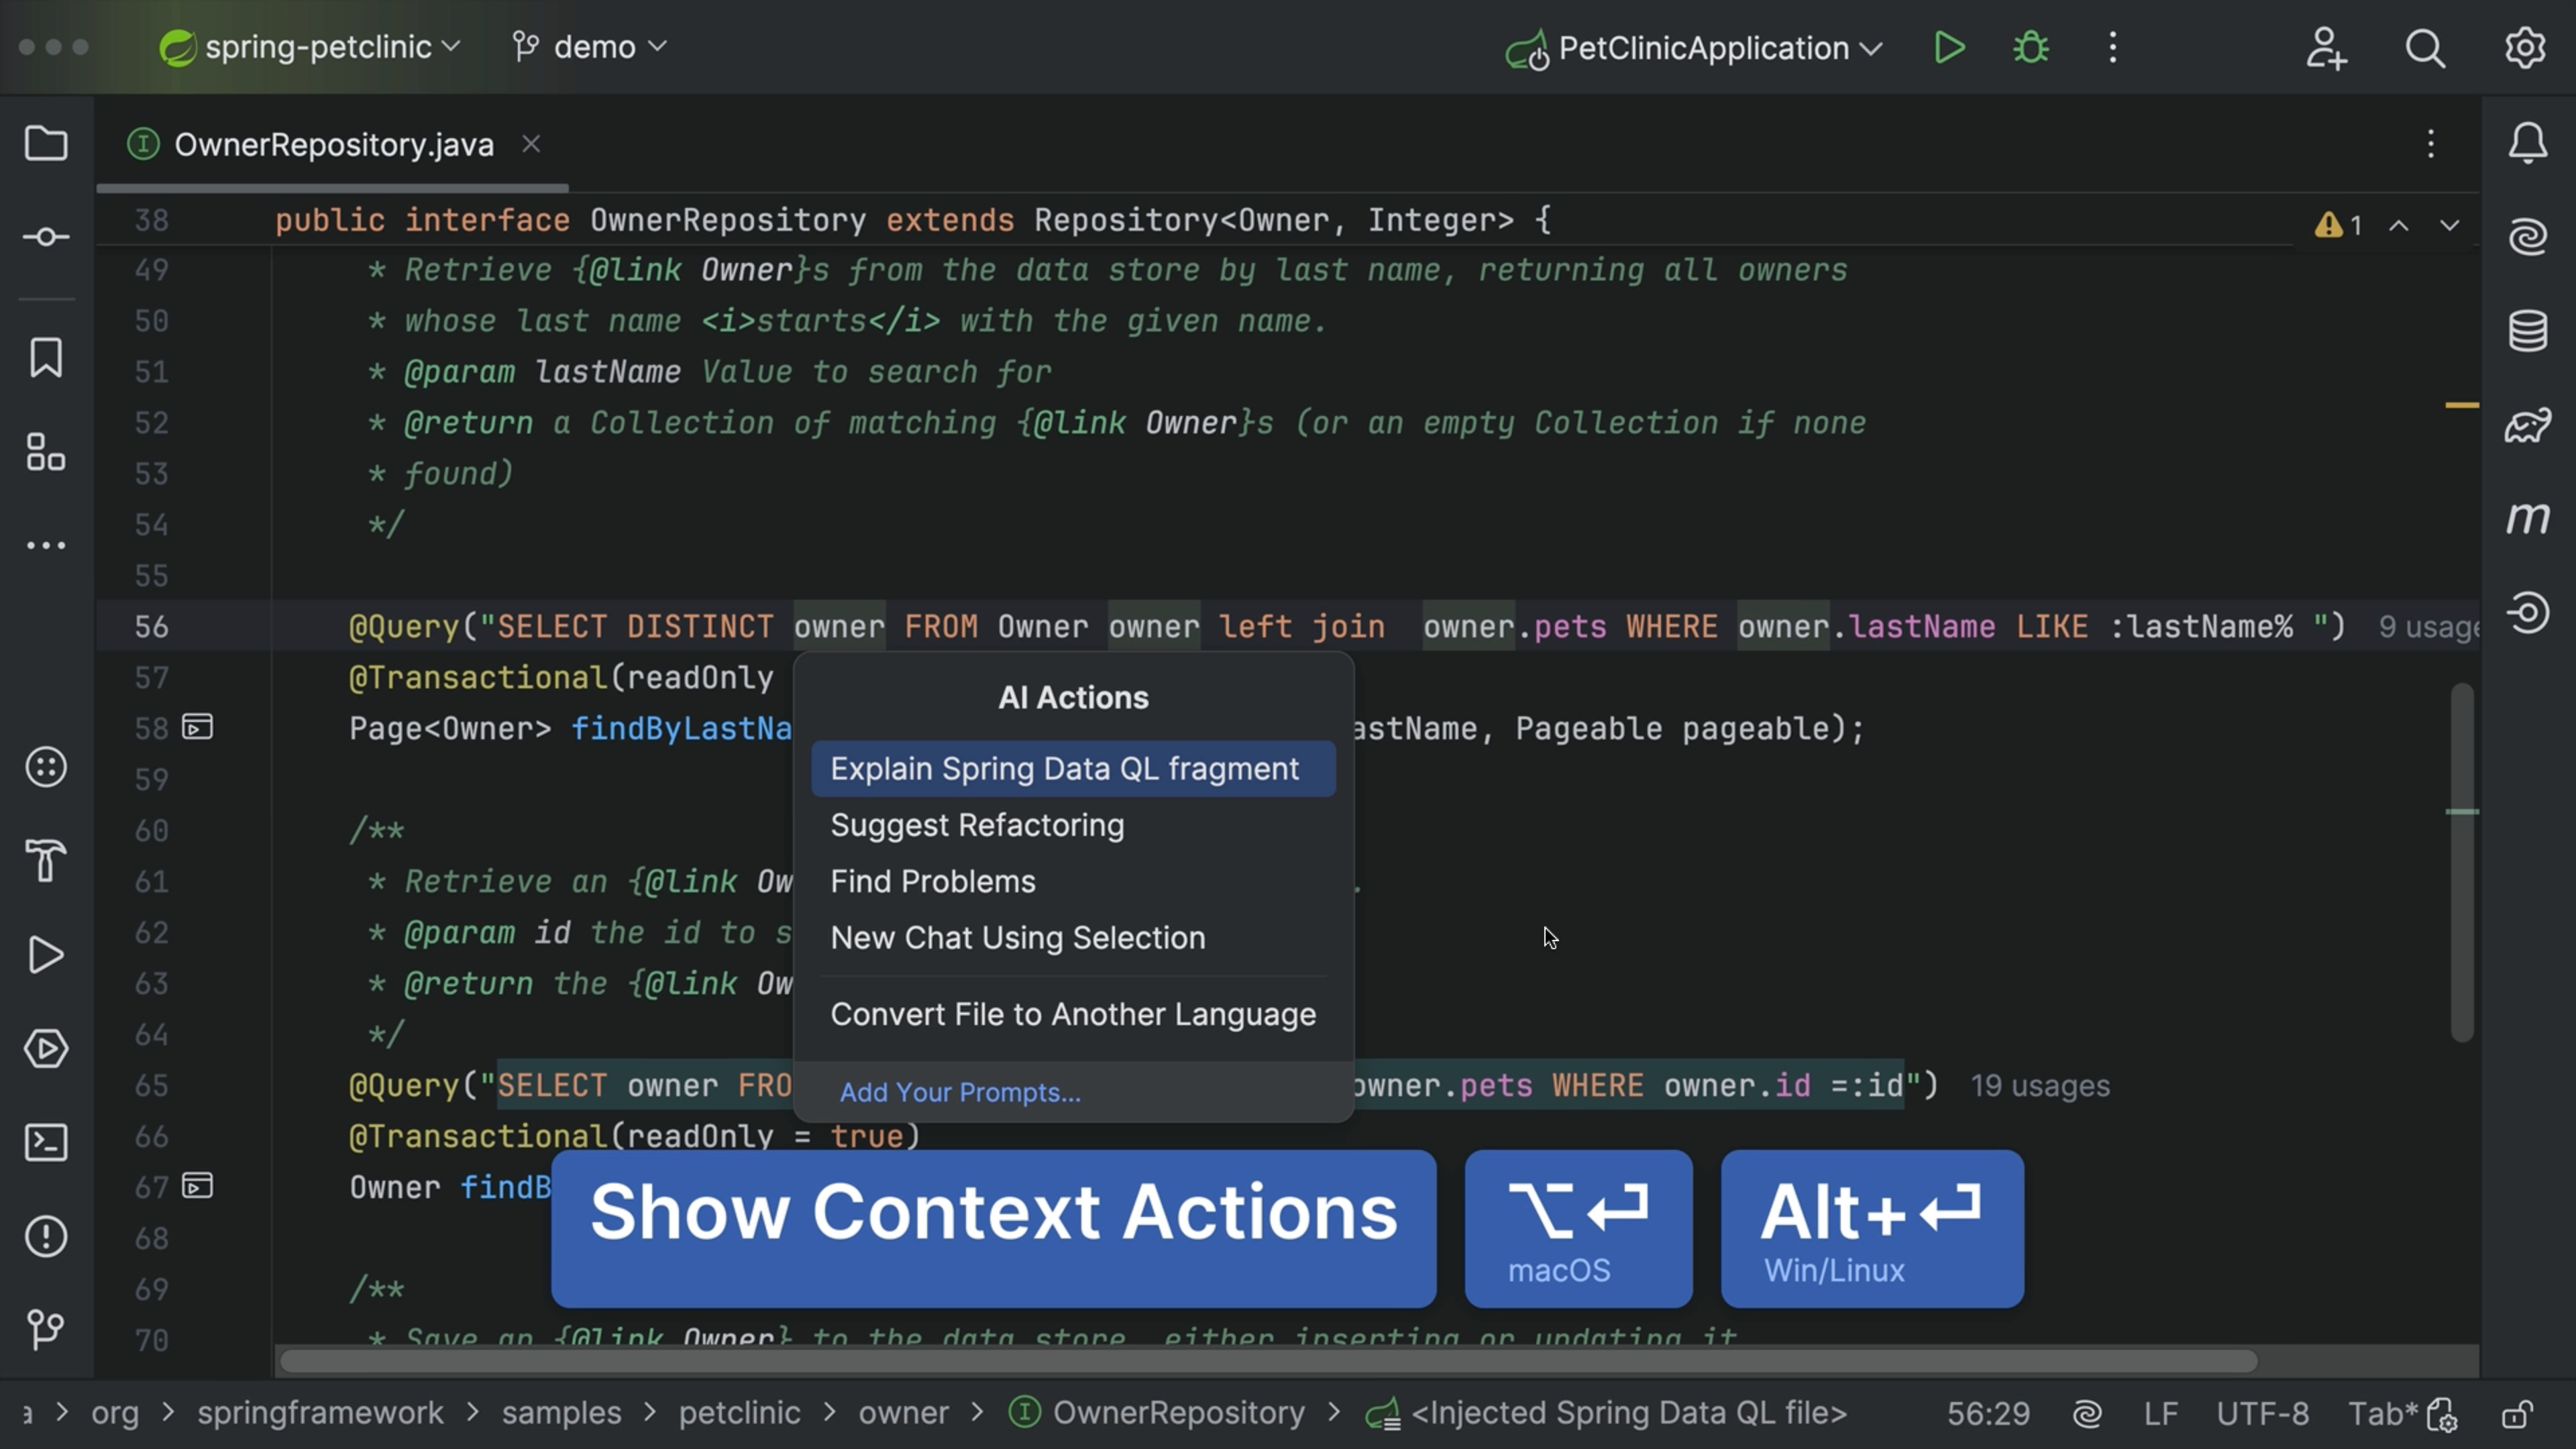 spring-petclinic
demo
PetClinicApplication
OwnerRepository.java
38 public interface OwnerRepository extends Repository<Owner, Integer> {
1
49 * Retrieve {@link Owner}s from the data store by last name, returning all owners
50 * whose last name <i>starts</i> with the given name.
51 * @param lastName Value to search for
52 * @return a Collection of matching {@link Owner}s (or an empty Collection if none
53 * found)
54 */
55
56 @Query("SELECT DISTINCT owner FROM Owner owner left join  owner.pets WHERE owner.lastName LIKE :lastName% ") 9 usage
57 @Transactional(readOnly
AI Actions
58 Page<Owner> findByLastNa astName, Pageable pageable);
Explain Spring Data QL fragment
59
Suggest Refactoring
60 /**
61 * Retrieve an {@link Ow .
Find Problems
62 * @param id the id to s
New Chat Using Selection
63 * @return the {@link Ow
64 */
Convert File to Another Language
65 @Query("SELECT owner FRO owner.pets WHERE owner.id =:id") 19 usages
Add Your Prompts...
66 @Transactional(readOnly = true)
67 Owner findB
Show Context Actions
⌥⏎
macOS
Alt+⏎
Win/Linux
68
69 /**
70 * Save an {@link Owner} to the data store, either inserting or updating it
a > org > springframework > samples > petclinic > owner > OwnerRepository > <Injected Spring Data QL file>
56:29 LF UTF-8 Tab*